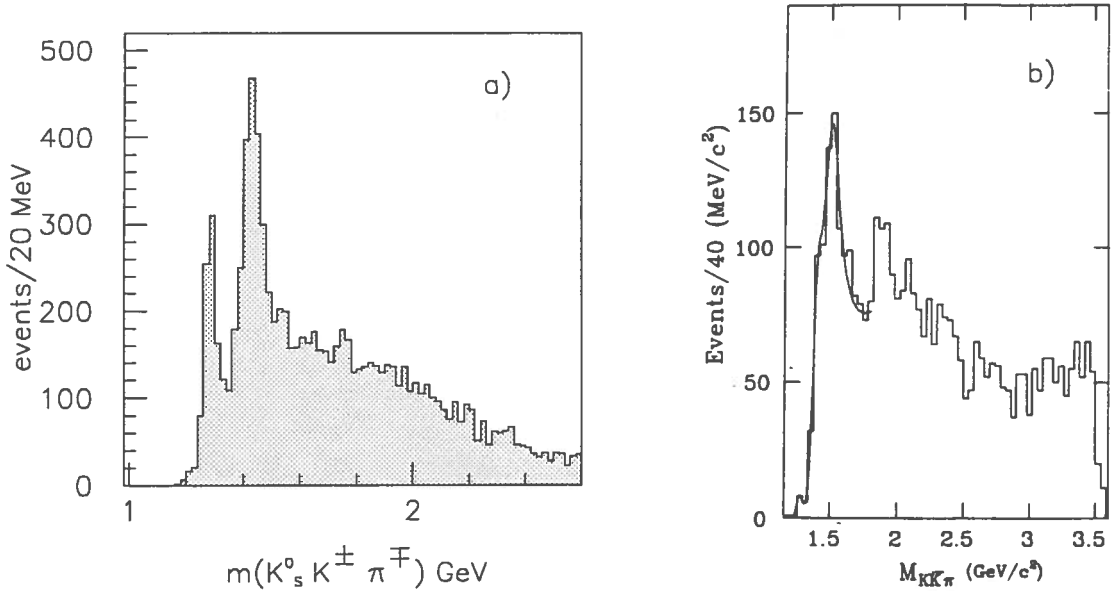 a)
events/20 MeV
500
400
300
200
100
0
1
2
m(K⁰ₛ K± π∓) GeV
b)
Events/40 (MeV/c²)
150
100
50
0
1.5
2
2.5
3
3.5
M_KK̄π (GeV/c²)